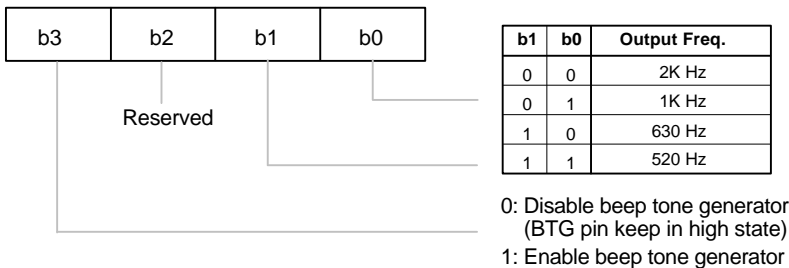 b3 b2 b1 b0
Reserved
b1 b0 Output Freq.
0 0 2K Hz
0 1 1K Hz
1 0 630 Hz
1 1 520 Hz
0: Disable beep tone generator
(BTG pin keep in high state)
1: Enable beep tone generator